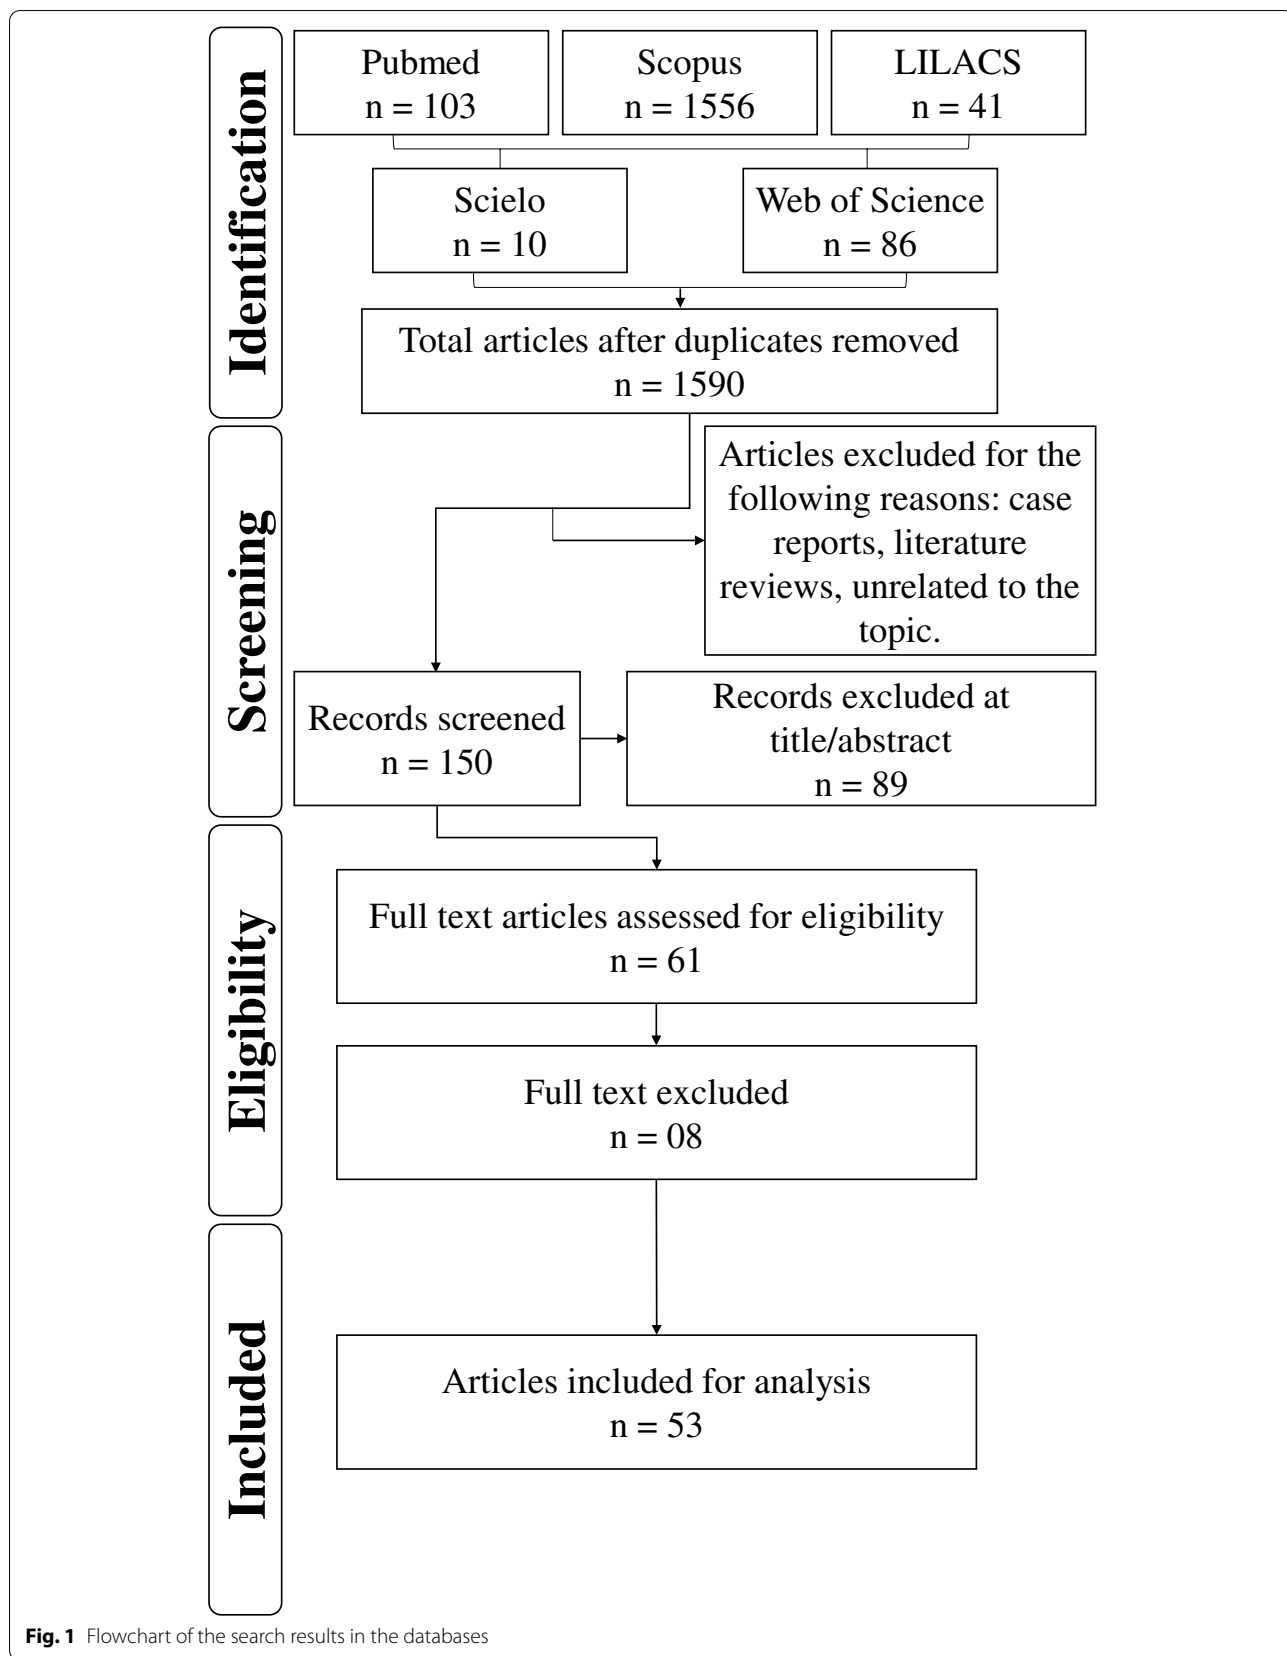 Identification
Pubmed
n = 103
Scopus
n = 1556
LILACS
n = 41
Scielo
n = 10
Web of Science
n = 86
Total articles after duplicates removed
n = 1590
Screening
Articles excluded for the
following reasons: case
reports, literature
reviews, unrelated to the
topic.
Records screened
n = 150
Records excluded at
title/abstract
n = 89
Eligibility
Full text articles assessed for eligibility
n = 61
Full text excluded
n = 08
Included
Articles included for analysis
n = 53
Fig. 1 Flowchart of the search results in the databases